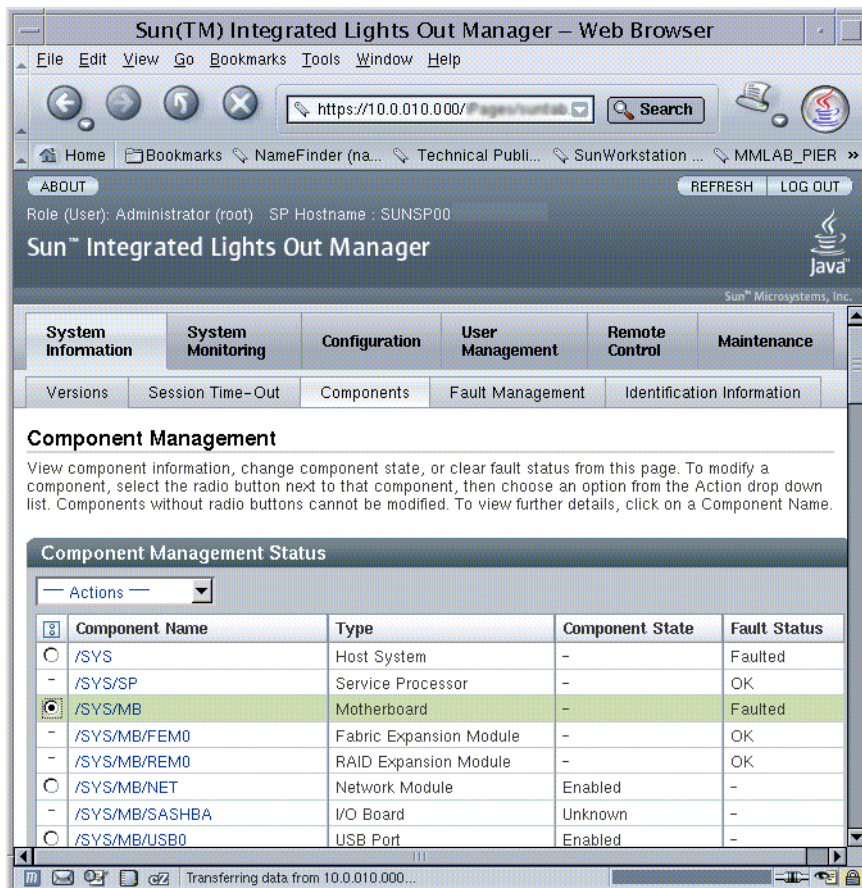 Sun(TM) Integrated Lights Out Manager – Web Browser
File Edit View Go Bookmarks Tools Window Help
https://10.0.010.000/ Search
Home Bookmarks NameFinder (na... Technical Publi... SunWorkstation ... MMLAB_PIER »
ABOUT REFRESH LOG OUT
Role (User): Administrator (root) SP Hostname : SUNSP00
Sun™ Integrated Lights Out Manager
Java™
Sun™ Microsystems, Inc.
System Information System Monitoring Configuration User Management Remote Control Maintenance
Versions Session Time-Out Components Fault Management Identification Information
Component Management
View component information, change component state, or clear fault status from this page. To modify a
component, select the radio button next to that component, then choose an option from the Action drop down
list. Components without radio buttons cannot be modified. To view further details, click on a Component Name.
Component Management Status
— Actions —
Component Name Type Component State Fault Status
/SYS Host System - Faulted
- /SYS/SP Service Processor - OK
/SYS/MB Motherboard - Faulted
- /SYS/MB/FEM0 Fabric Expansion Module - OK
- /SYS/MB/REM0 RAID Expansion Module - OK
/SYS/MB/NET Network Module Enabled -
- /SYS/MB/SASHBA I/O Board Unknown -
/SYS/MB/USB0 USB Port Enabled -
Transferring data from 10.0.010.000...